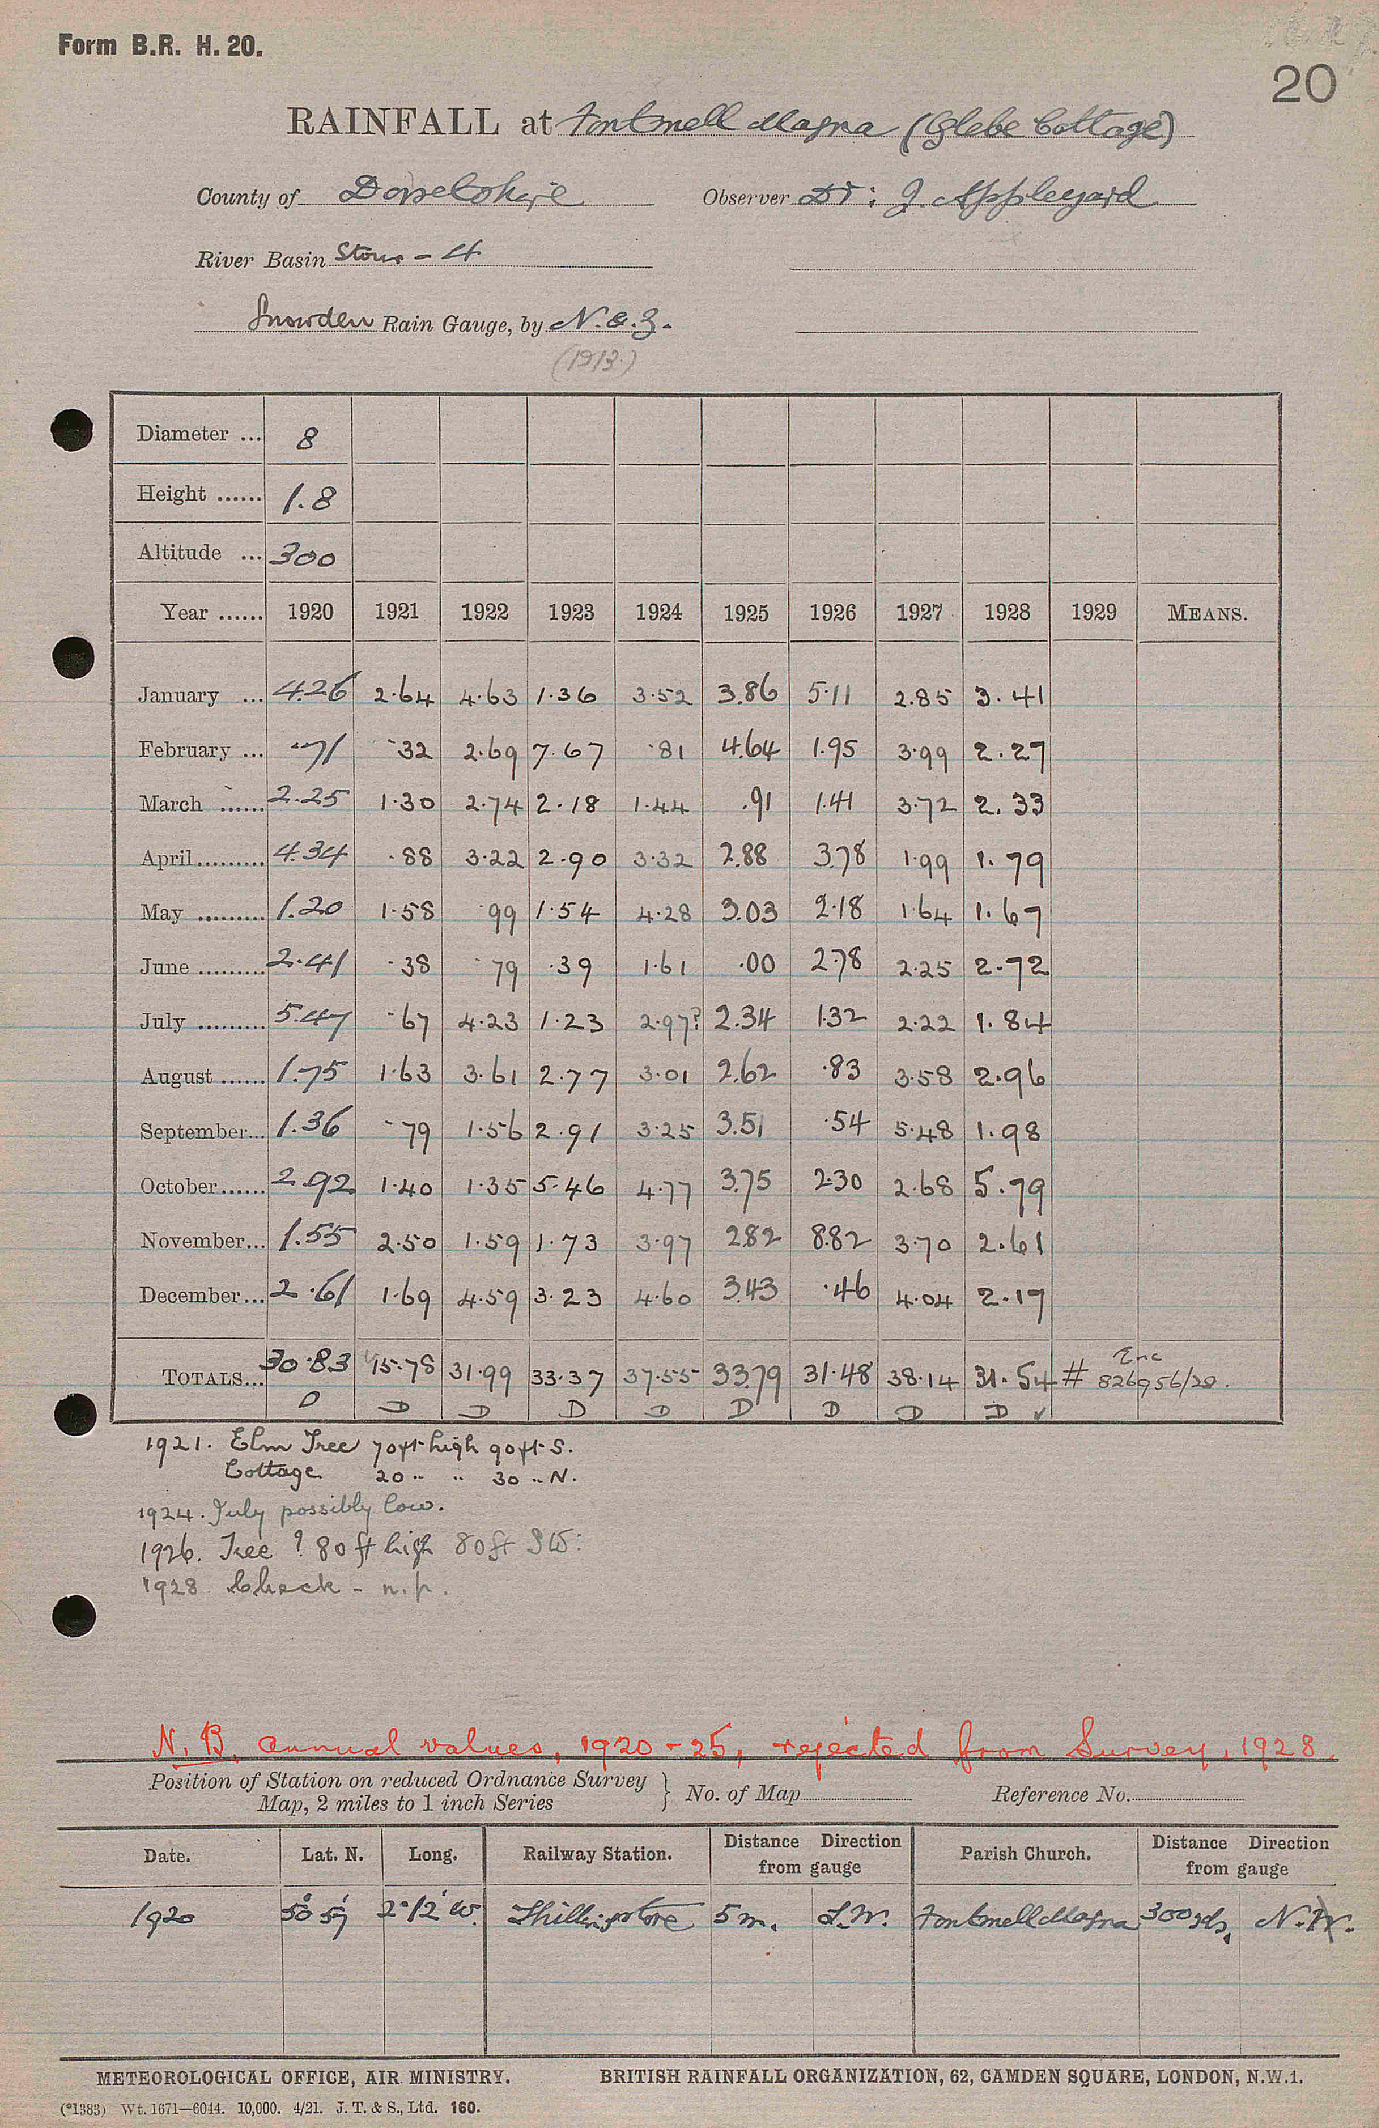 Form B.R. H. 20.
20
RAINFALL at Fontmell Magna (Glebe Cottage)
County of Dorsetshire Observer Dr: J. Appleyard
River Basin Stour - 4
Snowden Rain Gauge, by N. & Z.
(1913.)
Diameter ... 8
Height ...... 1.8
Altitude ... 300
Year ...... 1920 1921 1922 1923 1924 1925 1926 1927 1928 1929 MEANS.
January ... 4.26 2.64 4.63 1.36 3.52 3.86 5.11 2.85 3.41
February ... .71 .32 2.69 7.67 .81 4.64 1.95 3.99 2.27
March ...... 2.25 1.30 2.74 2.18 1.44 .91 1.41 3.72 2.33
April......... 4.34 .88 3.22 2.90 3.32 2.88 3.78 1.99 1.79
May ......... 1.20 1.58 .99 1.54 4.28 3.03 2.18 1.64 1.67
June ......... 2.41 .38 .79 .39 1.61 .00 2.78 2.25 2.72
July ......... 5.47 .67 4.23 1.23 2.97? 2.34 1.32 2.22 1.84
August ...... 1.75 1.63 3.61 2.77 3.01 2.62 .83 3.58 2.96
September... 1.36 .79 1.56 2.91 3.25 3.51 .54 5.48 1.98
October...... 2.92 1.40 1.35 5.46 4.77 3.75 2.30 2.68 5.79
November... 1.55 2.50 1.59 1.73 3.97 2.82 8.82 3.70 2.61
December... 2.61 1.69 4.59 3.23 4.60 3.43 .46 4.04 2.17
TOTALS... 30.83 15.78 31.99 33.37 37.55 33.79 31.48 38.14 31.54 # Enc 826956/28.
D D D D D D D D D ✓
1921. Elm Tree 70ft high 90ft S.
Cottage 20 " " 30 " N.
1924. July possibly low.
1926. Tree ? 80ft high 80ft SW:
1928 Check - n.p.
N.B. annual values, 1920-25, rejected from Survey, 1928.
Position of Station on reduced Ordnance Survey Map, 2 miles to 1 inch Series } No. of Map Reference No.
Date. Lat. N. Long. Railway Station. Distance Direction from gauge Parish Church. Distance Direction from gauge
1920 50° 57' 2° 12' W. Shillingstone 5 m. S.W. Fontmell Magna 300 yds. N.W.
METEOROLOGICAL OFFICE, AIR MINISTRY. BRITISH RAINFALL ORGANIZATION, 62, CAMDEN SQUARE, LONDON, N.W.1.
(*1383) Wt. 1671—6044. 10,000. 4/21. J. T. & S., Ltd. 160.